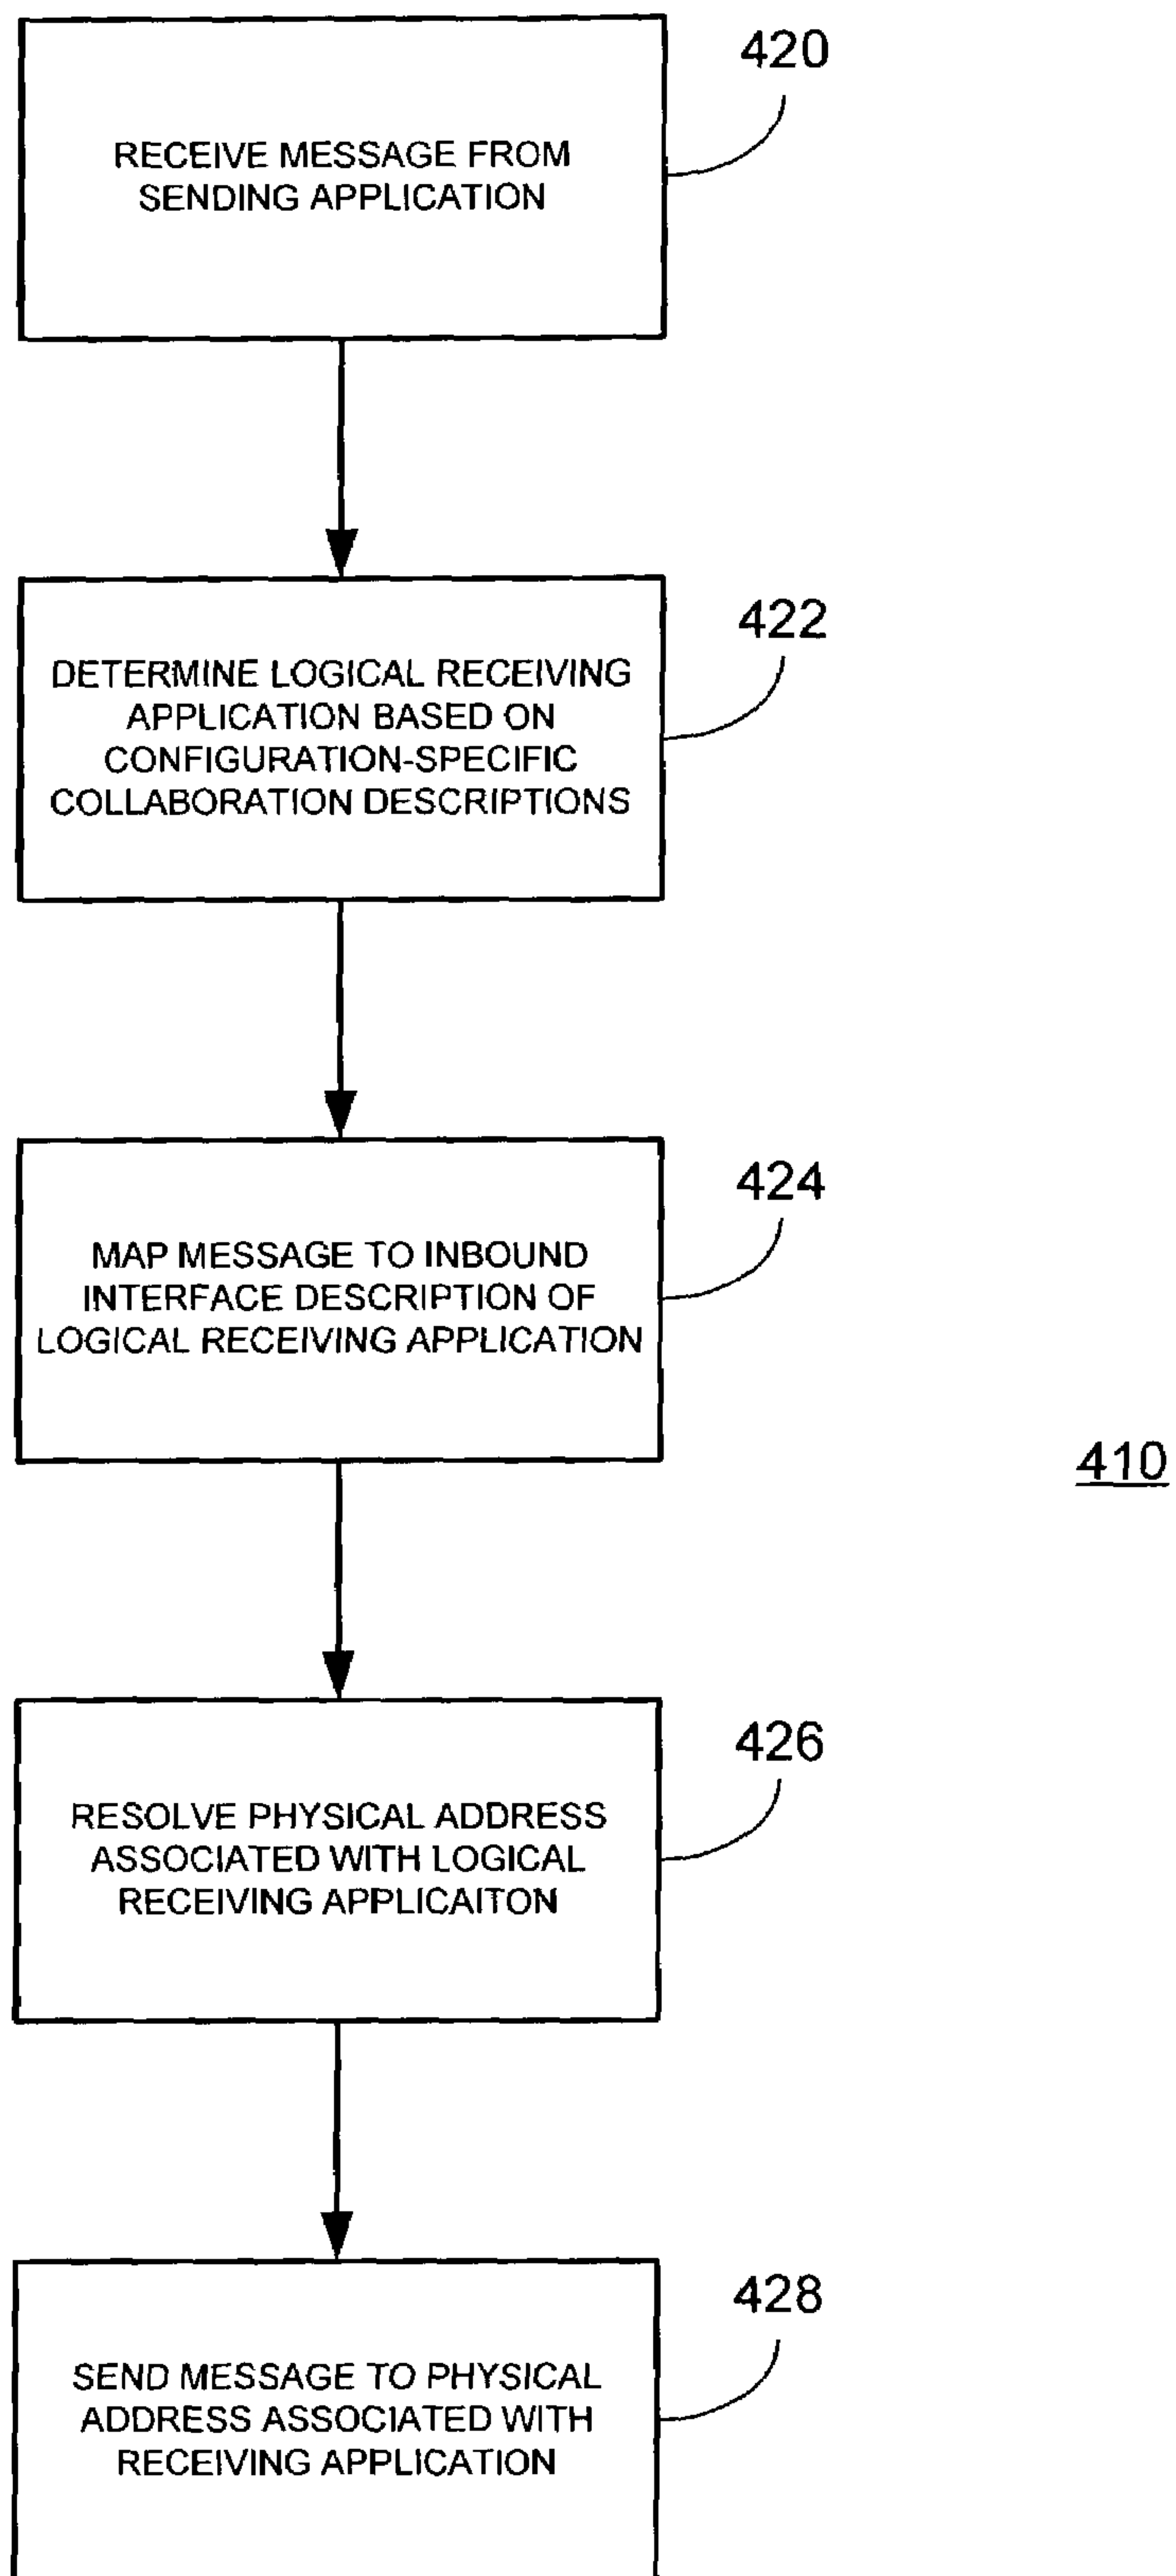 420
RECEIVE MESSAGE FROM
SENDING APPLICATION
422
DETERMINE LOGICAL RECEIVING
APPLICATION BASED ON
CONFIGURATION-SPECIFIC
COLLABORATION DESCRIPTIONS
424
MAP MESSAGE TO INBOUND
INTERFACE DESCRIPTION OF
LOGICAL RECEIVING APPLICATION
410
426
RESOLVE PHYSICAL ADDRESS
ASSOCIATED WITH LOGICAL
RECEIVING APPLICAITON
428
SEND MESSAGE TO PHYSICAL
ADDRESS ASSOCIATED WITH
RECEIVING APPLICATION